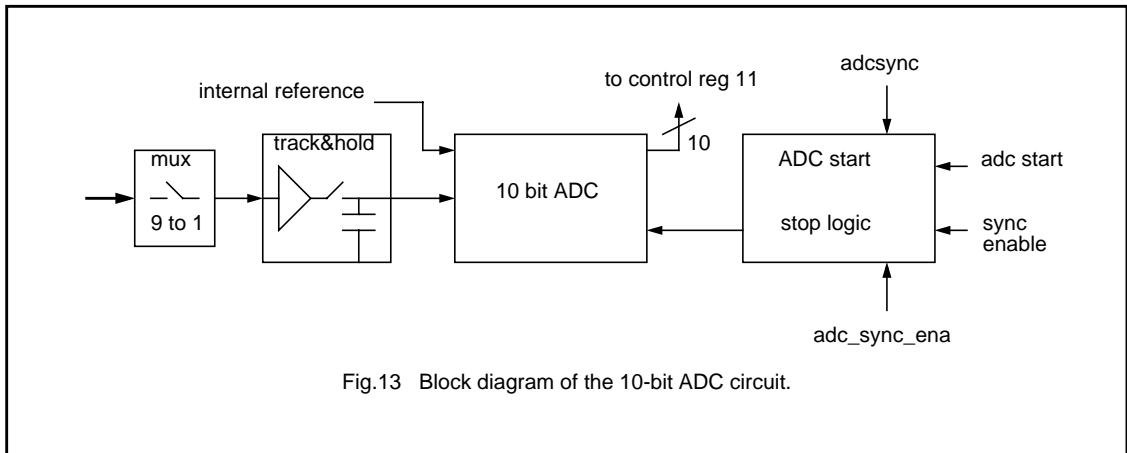 adcsync
to control reg 11
internal reference
10
track&hold
mux
9 to 1
10 bit ADC
ADC start
stop logic
adc start
sync
enable
adc_sync_ena
Fig.13 Block diagram of the 10-bit ADC circuit.